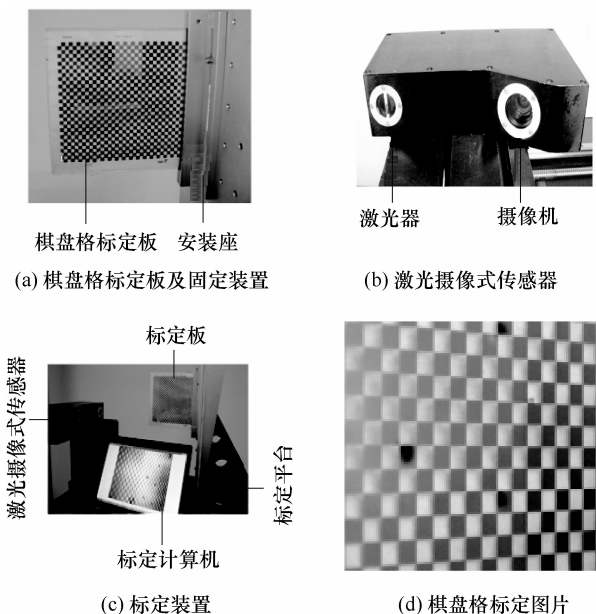 棋盘格标定板 安装座
(a) 棋盘格标定板及固定装置
激光器 摄像机
(b) 激光摄像式传感器
标定板
激光摄像式传感器
标定平台
标定计算机
(c) 标定装置
(d) 棋盘格标定图片